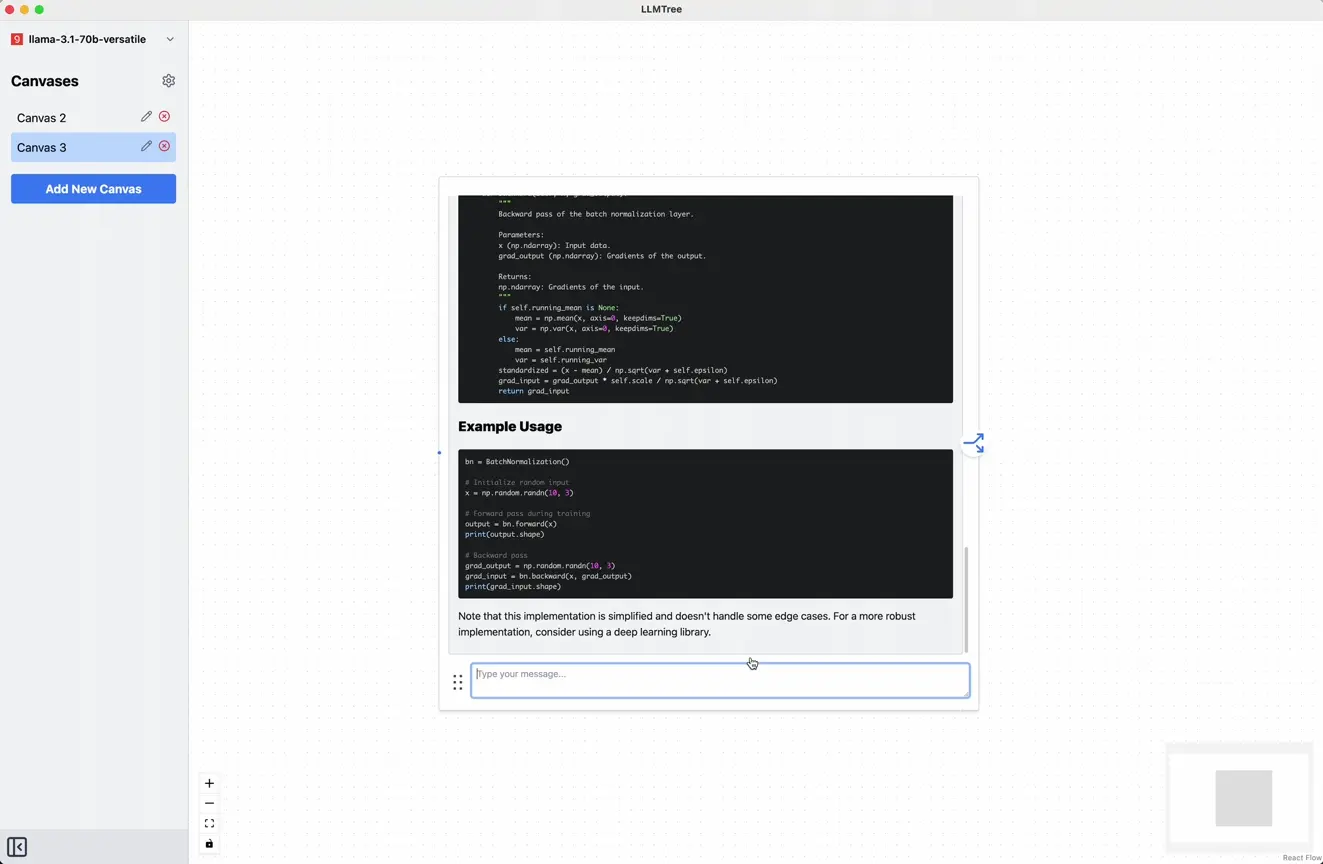 LLMTree
9 llama-3.1-70b-versatile
Canvases
Canvas 2
Canvas 3
Add New Canvas
"""
Backward pass of the batch normalization layer.
Parameters:
x (np.ndarray): Input data.
grad_output (np.ndarray): Gradients of the output.
Returns:
np.ndarray: Gradients of the input.
"""
if self.running_mean is None:
mean = np.mean(x, axis=0, keepdims=True)
var = np.var(x, axis=0, keepdims=True)
else:
mean = self.running_mean
var = self.running_var
standardized = (x - mean) / np.sqrt(var + self.epsilon)
grad_input = grad_output * self.scale / np.sqrt(var + self.epsilon)
return grad_input
Example Usage
bn = BatchNormalization()
# Initialize random input
x = np.random.randn(10, 3)
# Forward pass during training
output = bn.forward(x)
print(output.shape)
# Backward pass
grad_output = np.random.randn(10, 3)
grad_input = bn.backward(x, grad_output)
print(grad_input.shape)
Note that this implementation is simplified and doesn't handle some edge cases. For a more robust
implementation, consider using a deep learning library.
Type your message...
React Flow